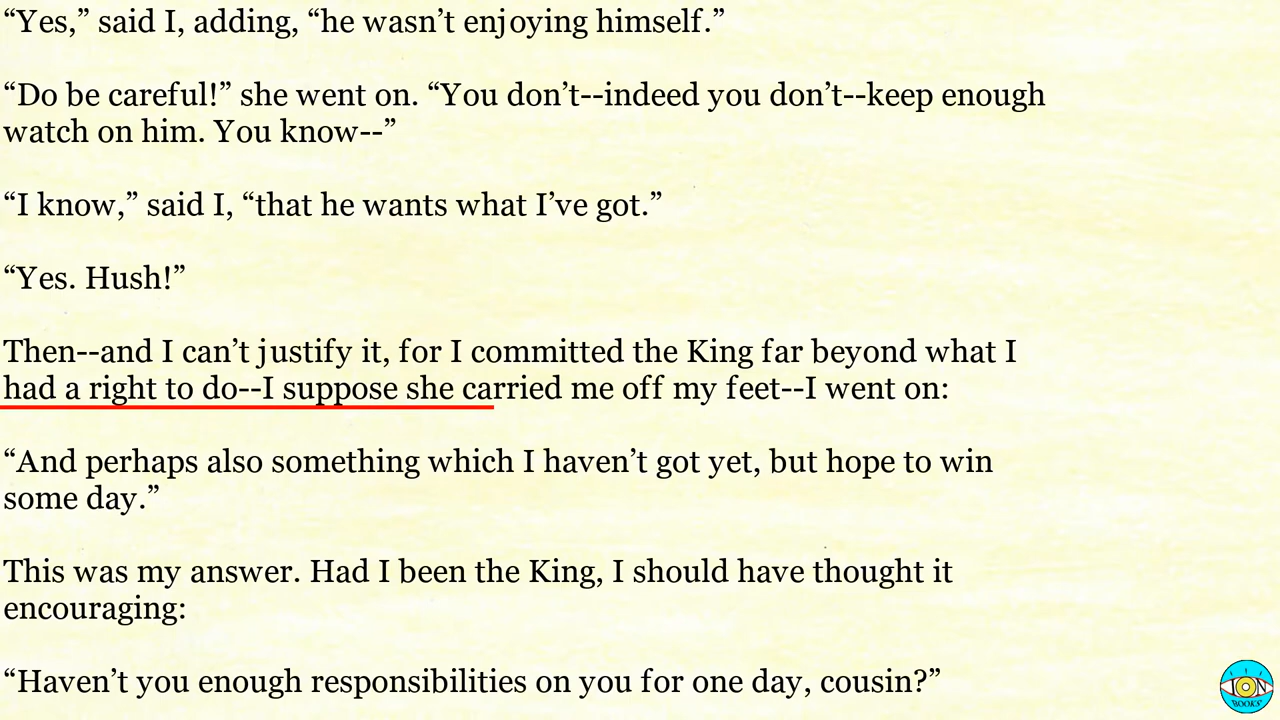 “Yes,” said I, adding, “he wasn’t enjoying himself.”
“Do be careful!” she went on. “You don’t--indeed you don’t--keep enough
watch on him. You know--”
“I know,” said I, “that he wants what I’ve got.”
“Yes. Hush!”
Then--and I can’t justify it, for I committed the King far beyond what I
had a right to do--I suppose she carried me off my feet--I went on:
“And perhaps also something which I haven’t got yet, but hope to win
some day.”
This was my answer. Had I been the King, I should have thought it
encouraging:
“Haven’t you enough responsibilities on you for one day, cousin?”
ION
BOOKS